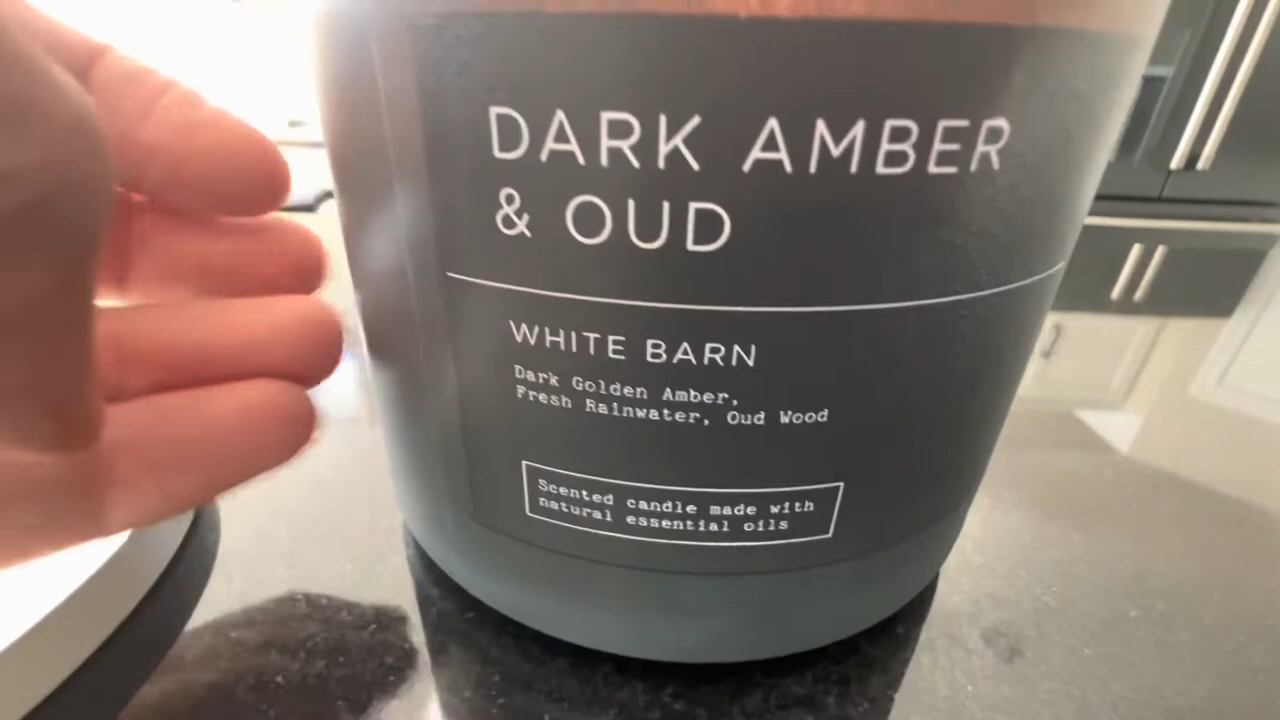 DARK AMBER
& OUD
WHITE BARN
Dark Golden Amber,
Fresh Rainwater, Oud Wood
Scented candle made with
natural essential oils